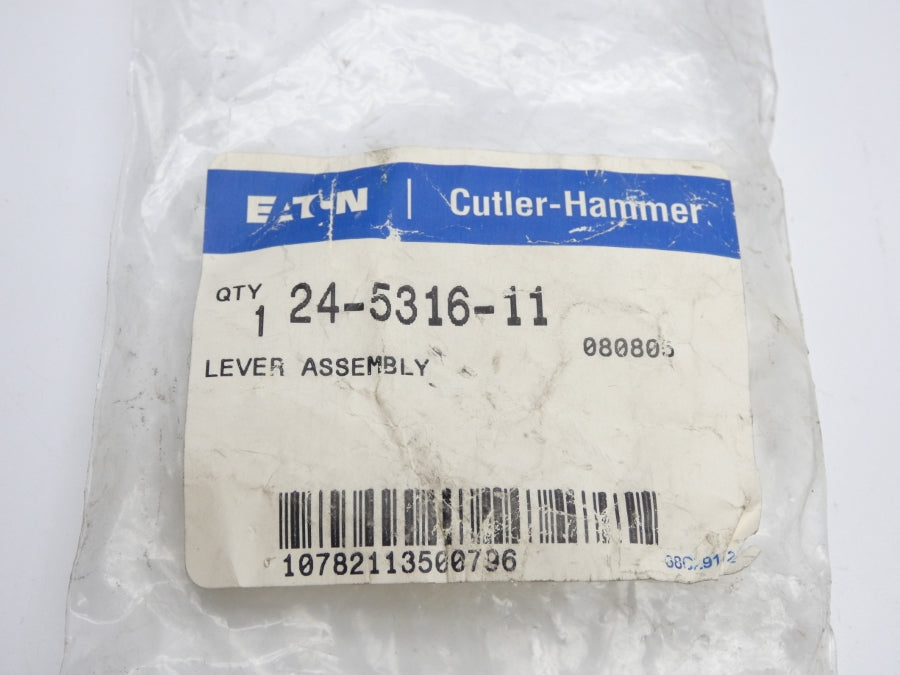 EATON | Cutler-Hammer
QTY 24-5316-11
1
080805
LEVER ASSEMBLY
10782113500796